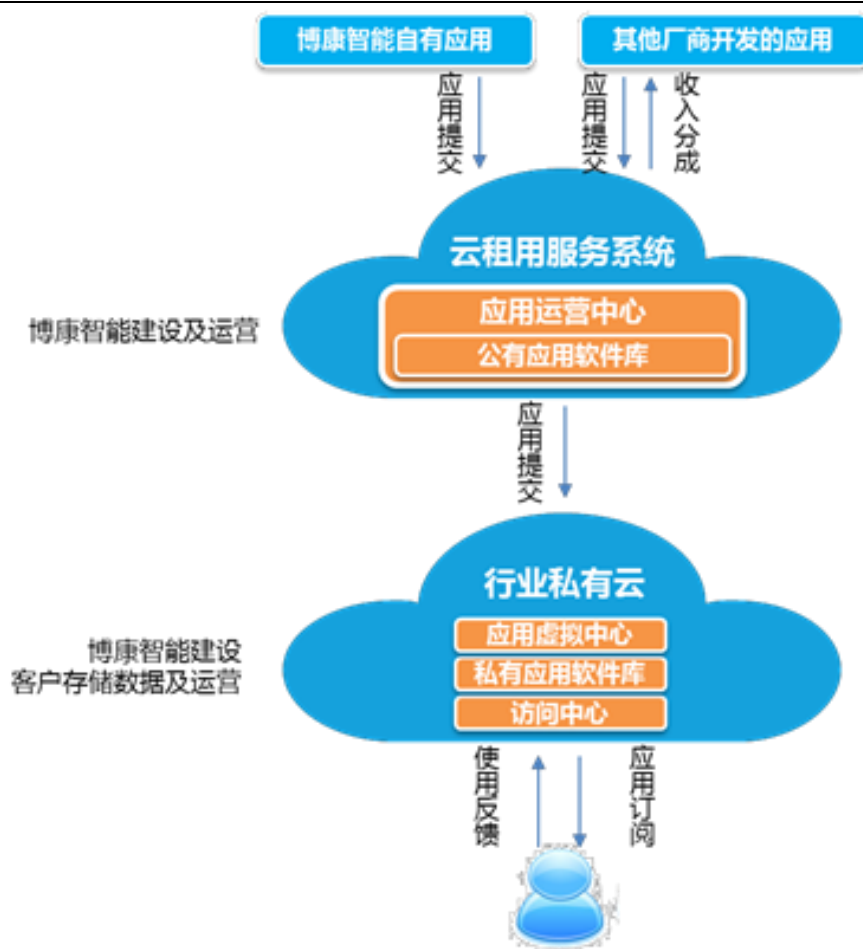 博康智能自有应用
其他厂商开发的应用
应用提交
应用提交
收入分成
云租用服务系统
应用运营中心
公有应用软件库
博康智能建设及运营
应用提交
行业私有云
应用虚拟中心
私有应用软件库
访问中心
博康智能建设
客户存储数据及运营
使用反馈
应用订阅